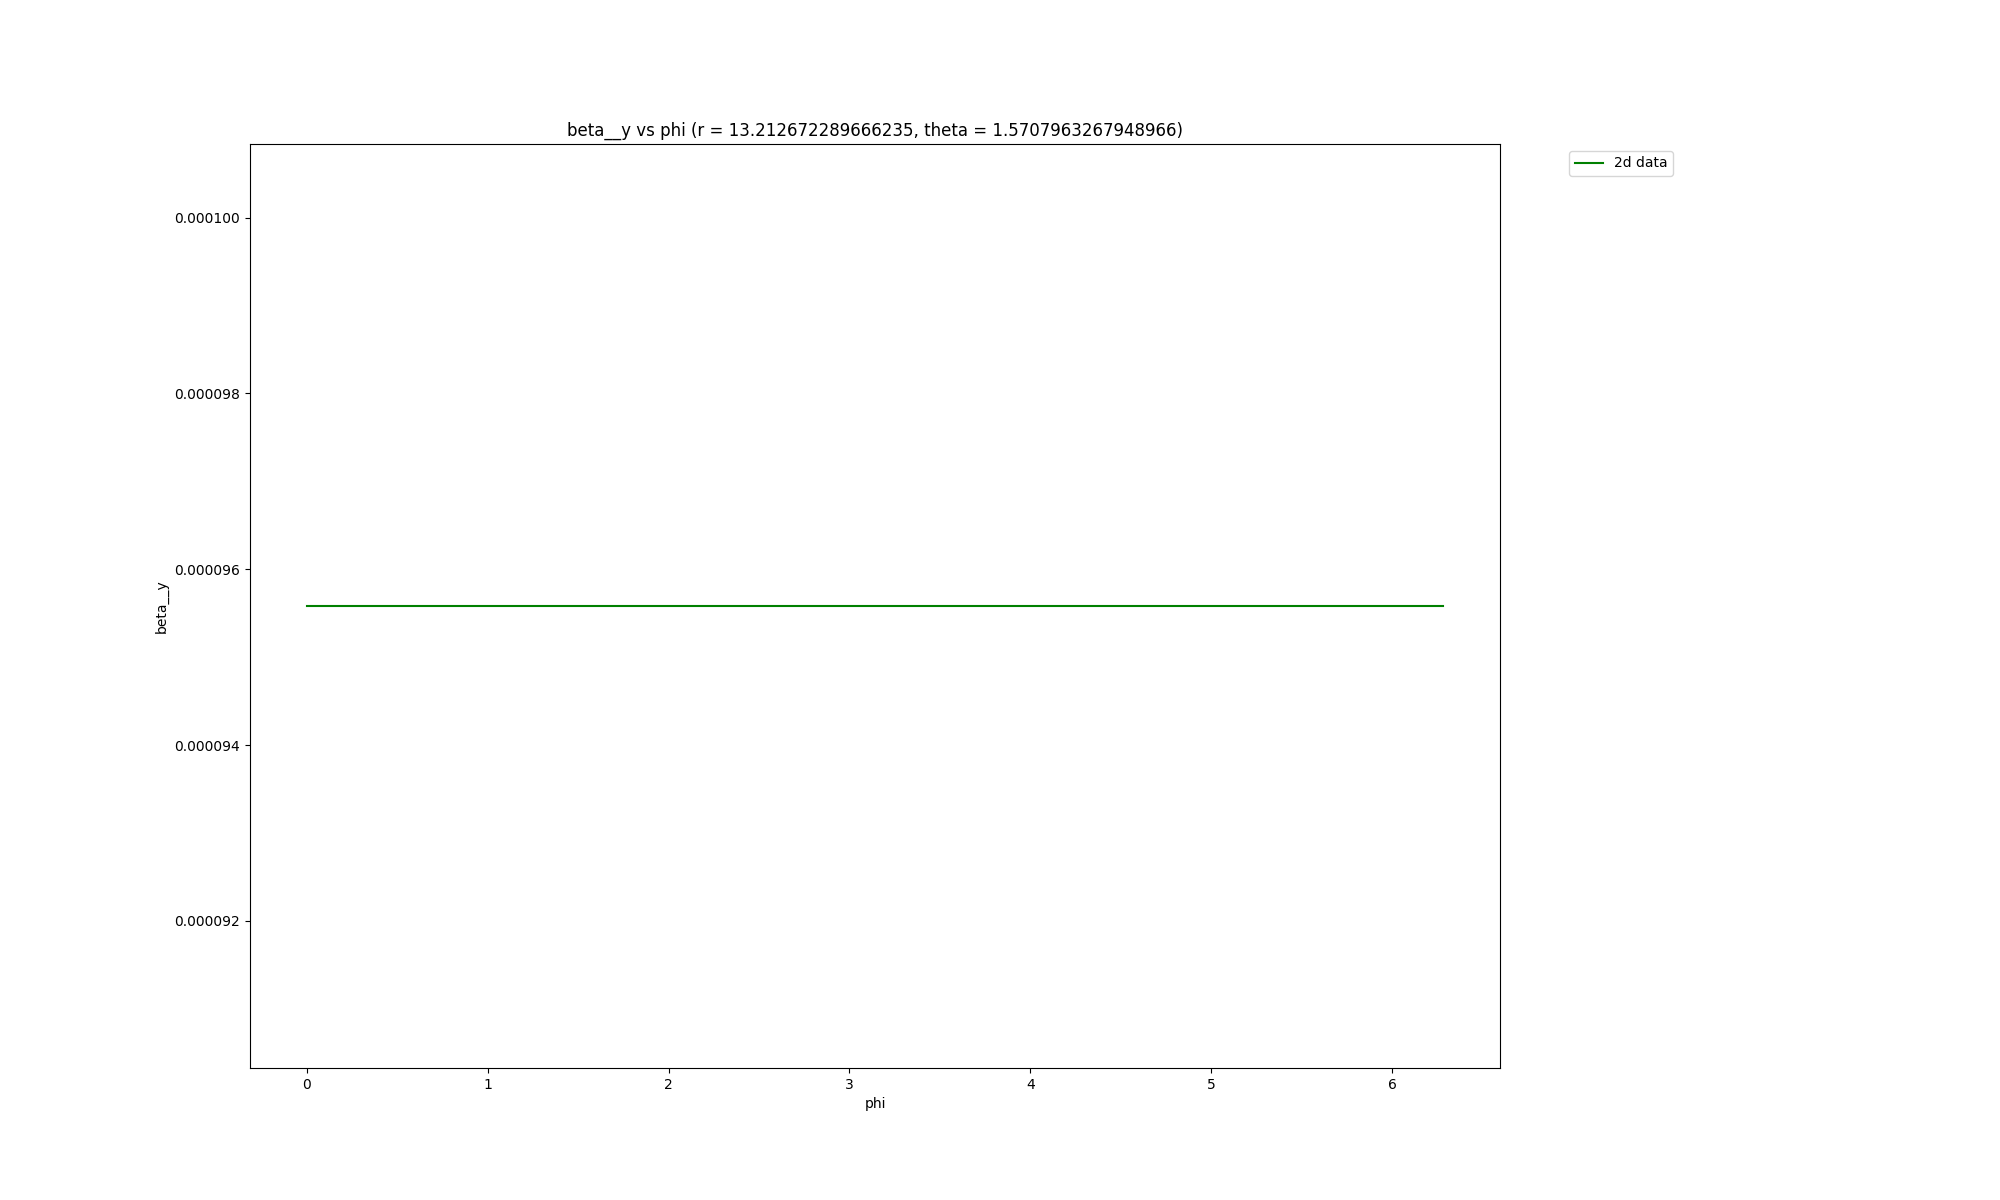 beta__y vs phi (r = 13.212672289666235, theta = 1.5707963267948966)
2d data
0.000100
0.000098
0.000096
0.000094
0.000092
beta__y
0 1 2 3 4 5 6
phi